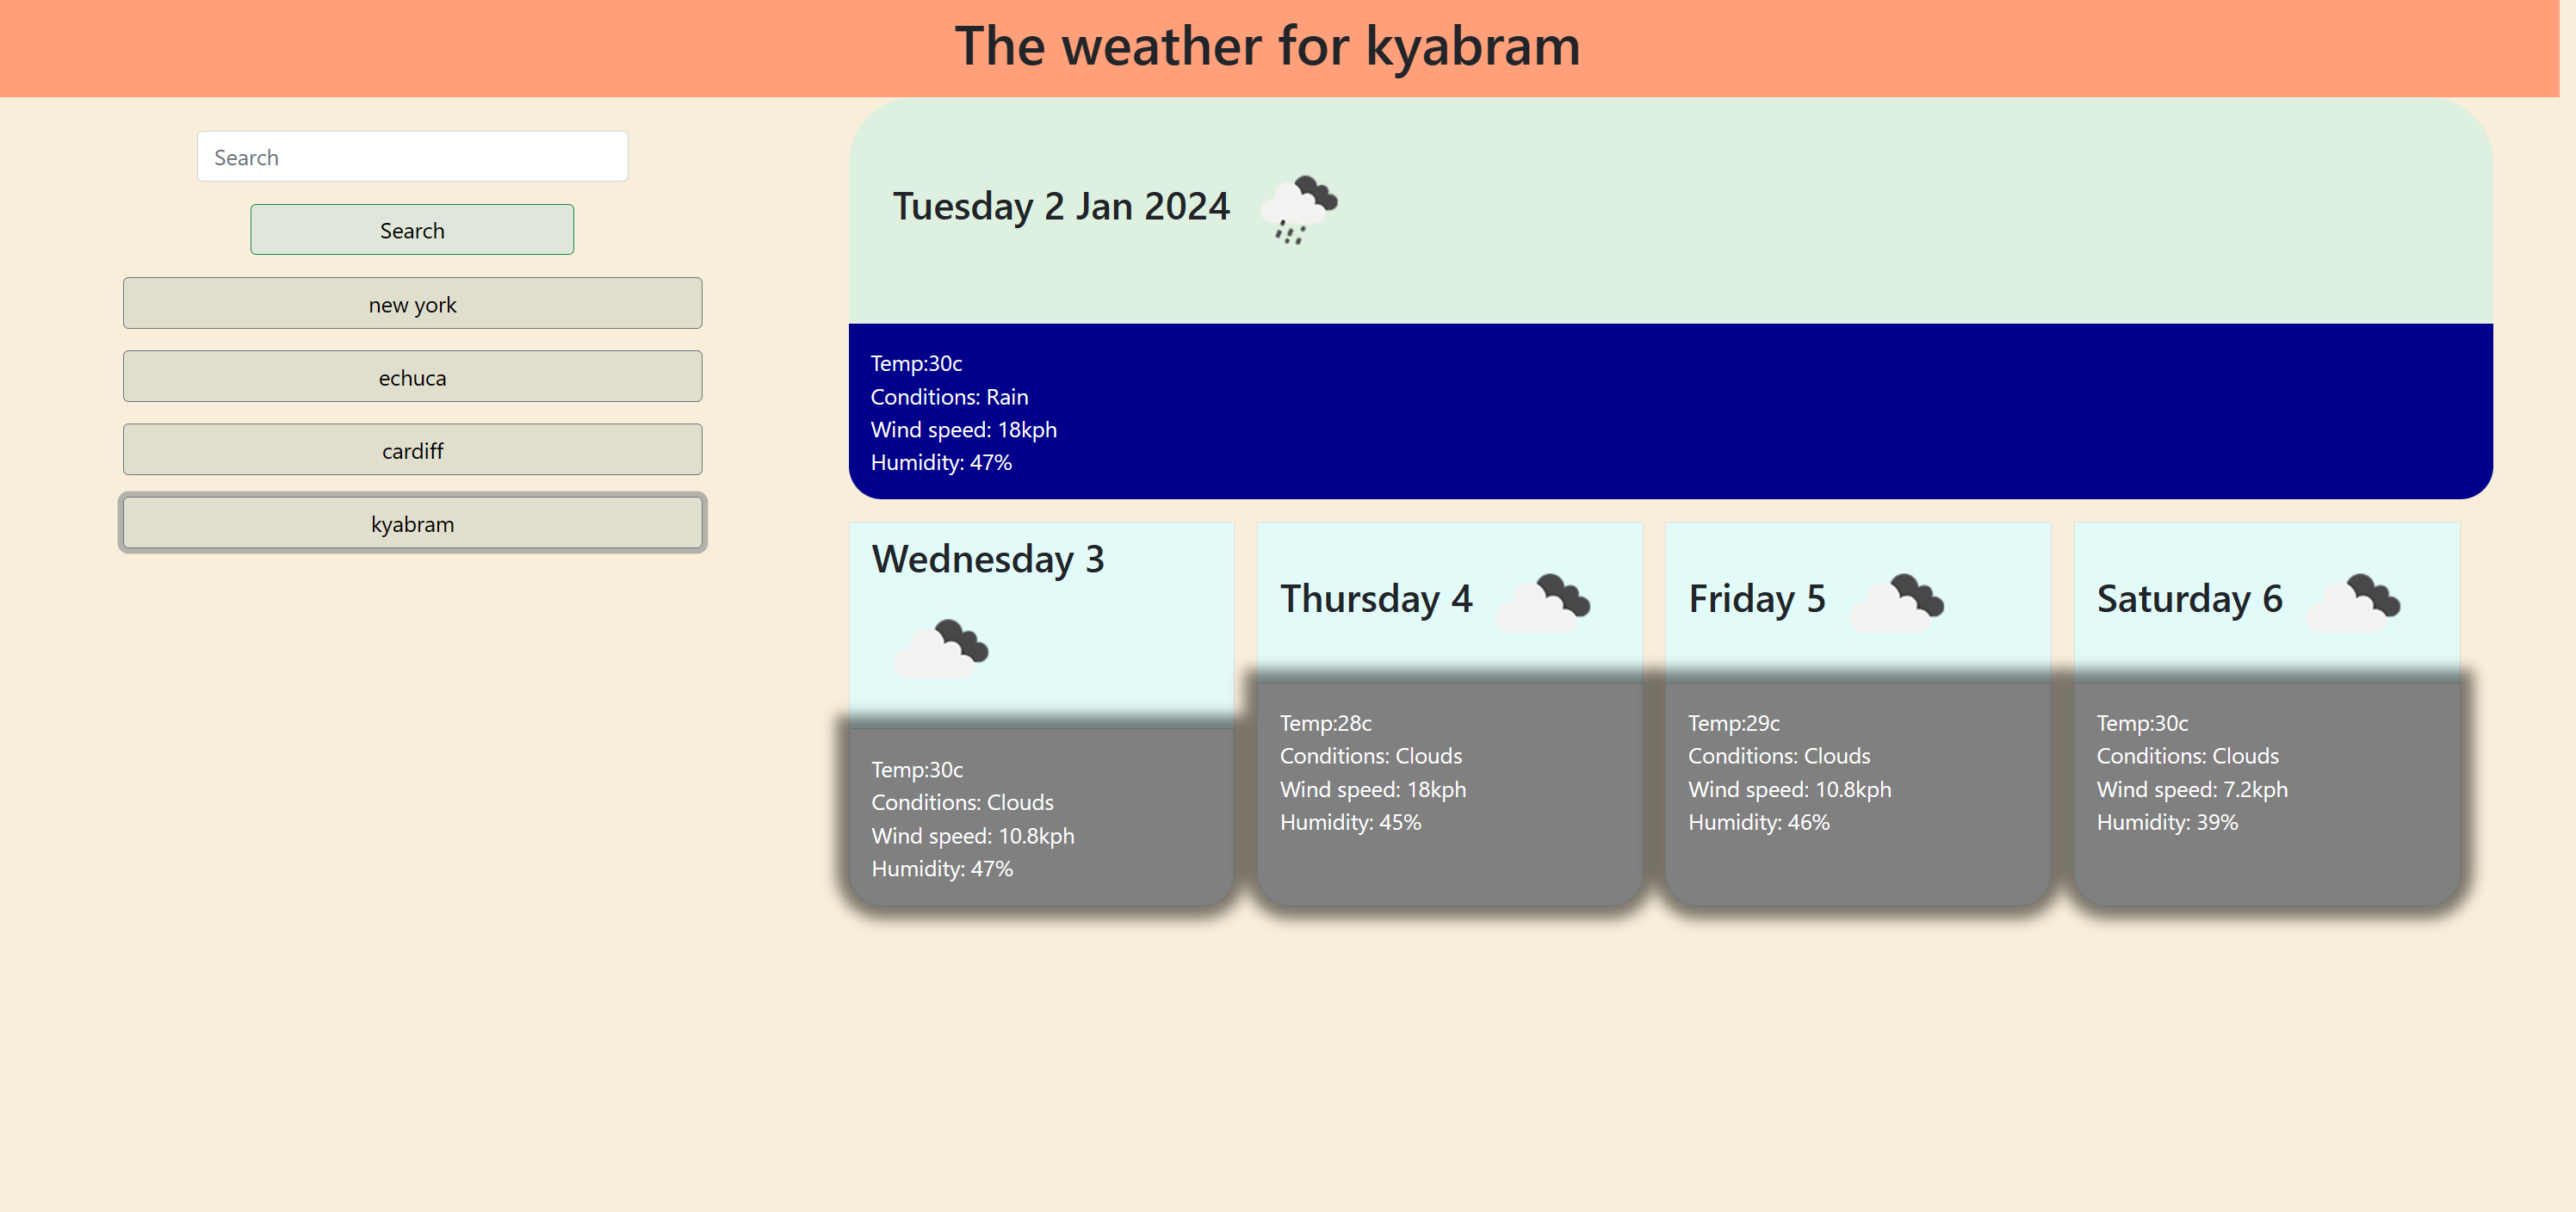 The weather for kyabram
Search
Search
new york
echuca
cardiff
kyabram
Tuesday 2 Jan 2024
Temp:30c
Conditions: Rain
Wind speed: 18kph
Humidity: 47%
Wednesday 3
Temp:30c
Conditions: Clouds
Wind speed: 10.8kph
Humidity: 47%
Thursday 4
Temp:28c
Conditions: Clouds
Wind speed: 18kph
Humidity: 45%
Friday 5
Temp:29c
Conditions: Clouds
Wind speed: 10.8kph
Humidity: 46%
Saturday 6
Temp:30c
Conditions: Clouds
Wind speed: 7.2kph
Humidity: 39%